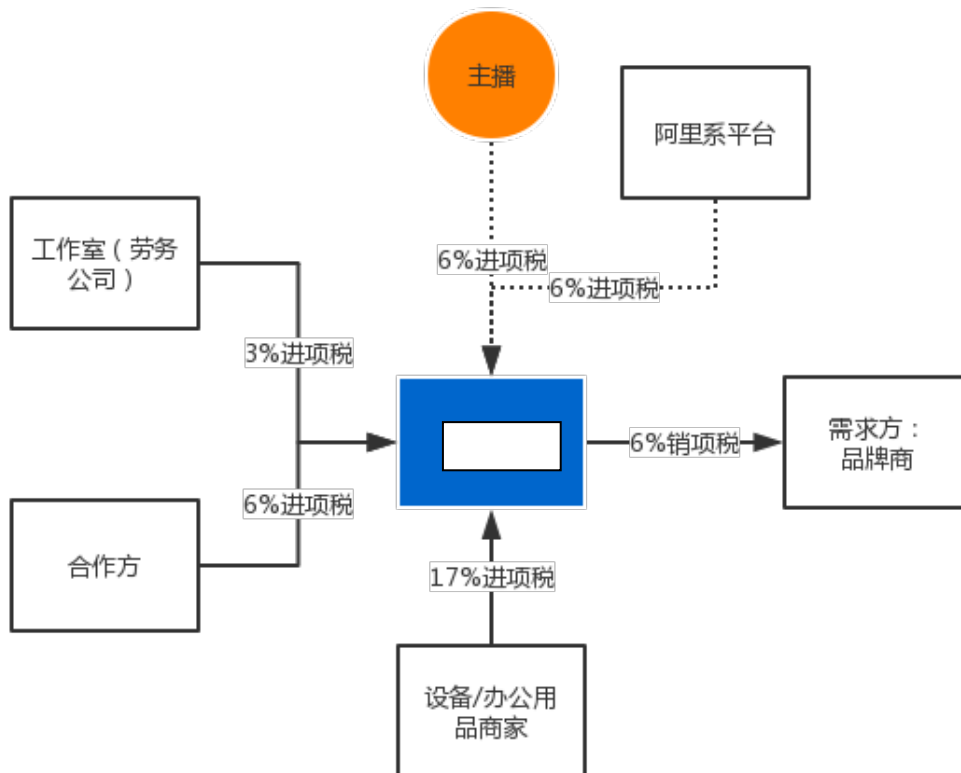 主播
阿里系平台
工作室（劳务
公司）
6%进项税
6%进项税
3%进项税
6%销项税
需求方：
品牌商
6%进项税
合作方
17%进项税
设备/办公用
品商家